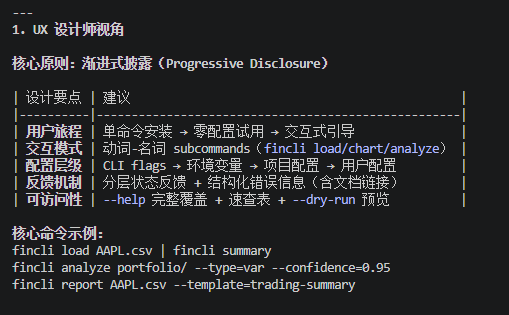 ---
1. UX 设计师视角
核心原则：渐进式披露（Progressive Disclosure）
| 设计要点 | 建议 |
|----------|--------------------------------------------------|
| 用户旅程 | 单命令安装 → 零配置试用 → 交互式引导 |
| 交互模式 | 动词-名词 subcommands（fincli load/chart/analyze） |
| 配置层级 | CLI flags → 环境变量 → 项目配置 → 用户配置 |
| 反馈机制 | 分层状态反馈 + 结构化错误信息（含文档链接） |
| 可访问性 | --help 完整覆盖 + 速查表 + --dry-run 预览 |
核心命令示例：
fincli load AAPL.csv | fincli summary
fincli analyze portfolio/ --type=var --confidence=0.95
fincli report AAPL.csv --template=trading-summary